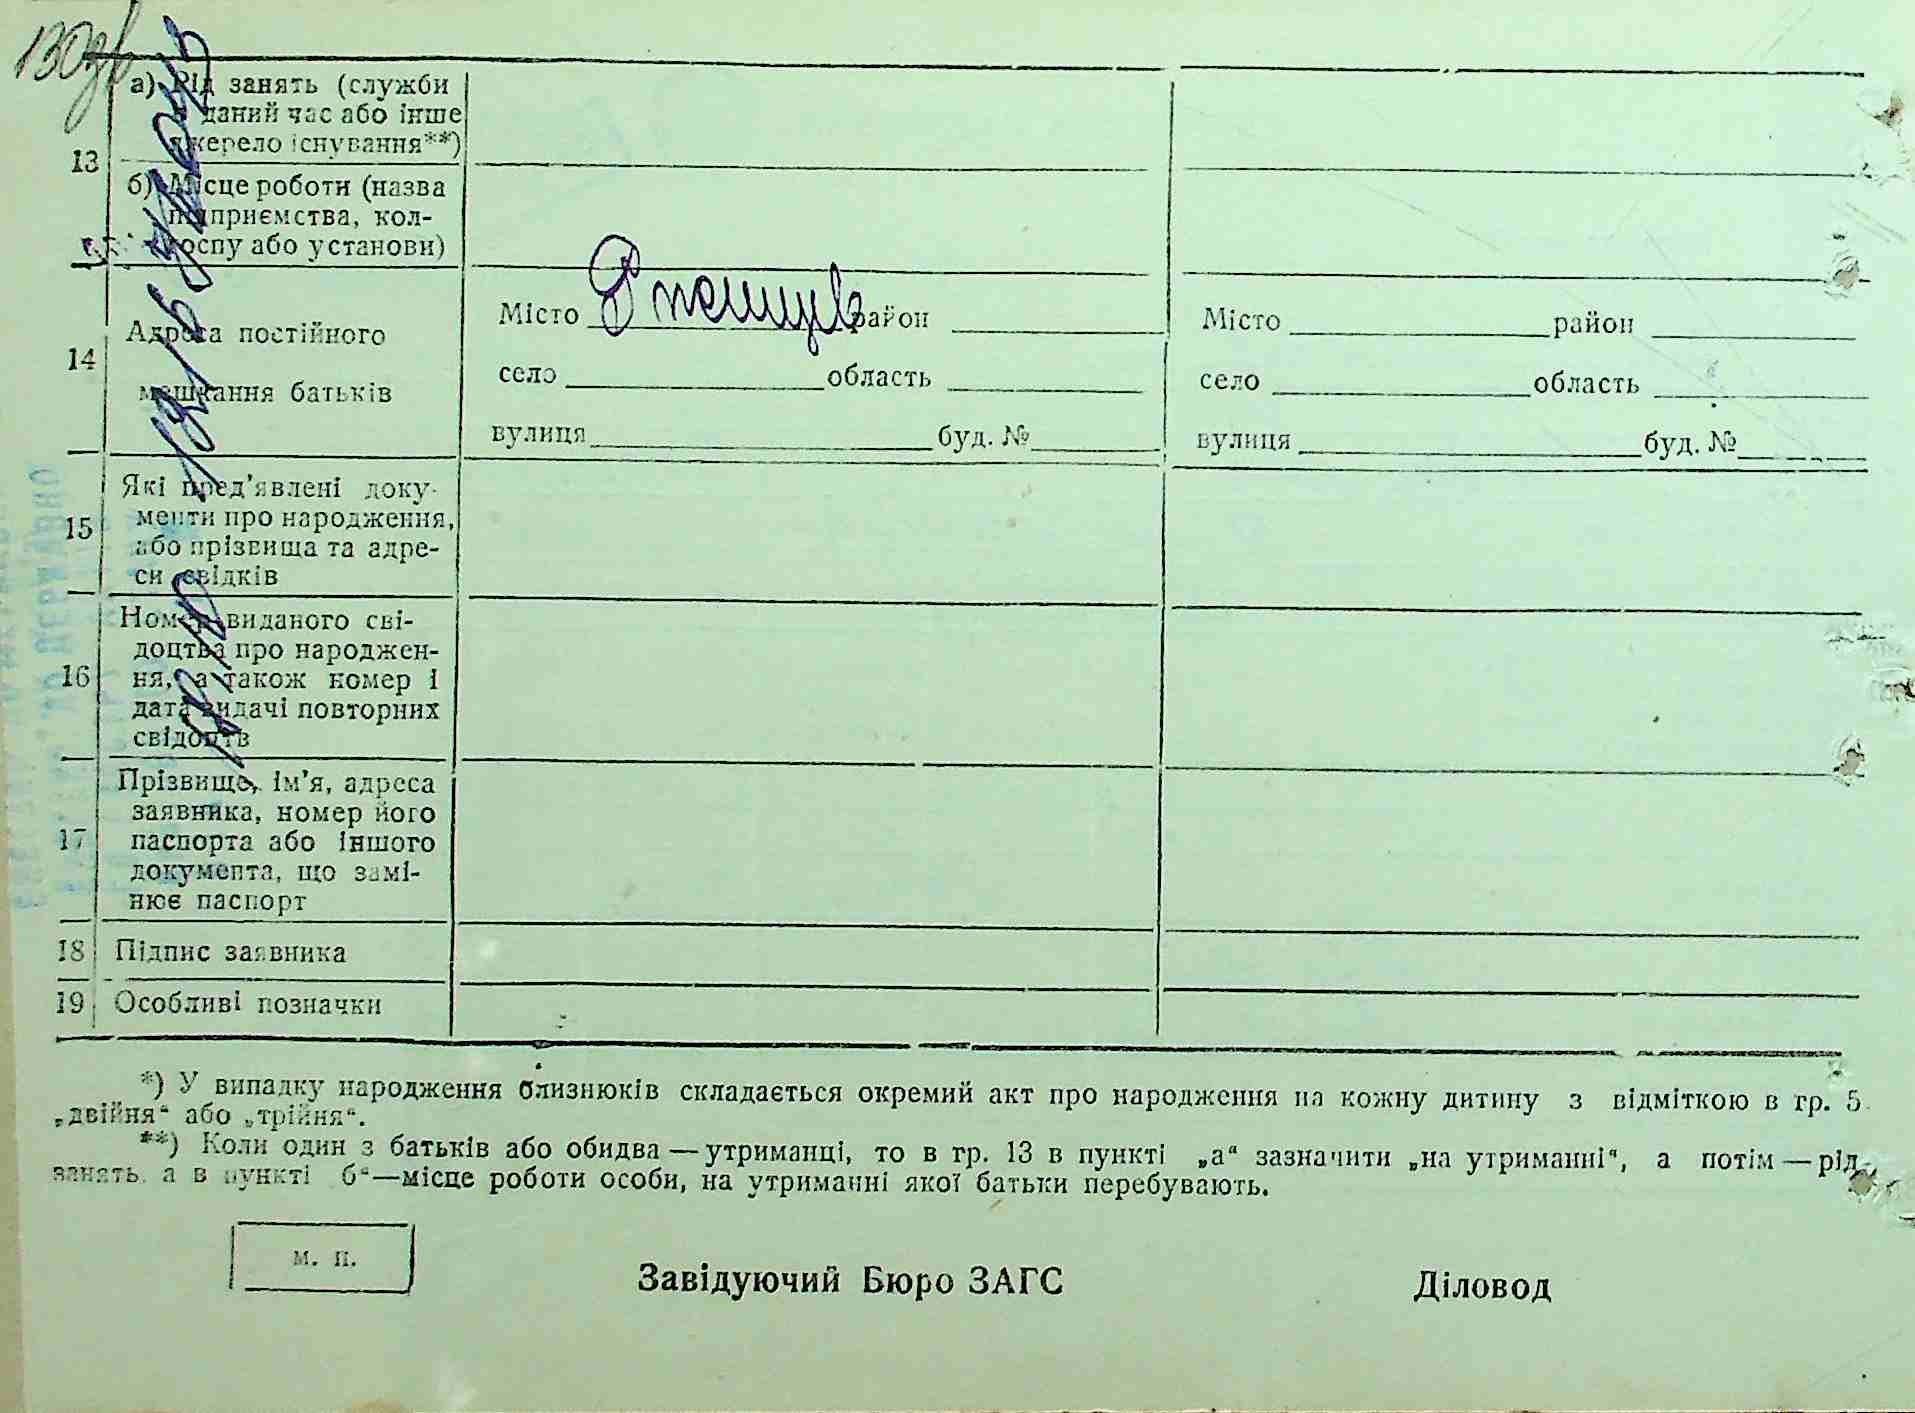 130 зв
13
а) Рід занять (служби
в даний час або інше
джерело існування**)
б) Місце роботи (назва
підприємства, кол-
госпу або установи)
14
Адреса постійного
мешкання батьків
Місто район
село область
вулиця буд. №
Місто район
село область
вулиця буд. №
15
Які пред’явлені доку-
менти про народження,
або прізвища та адре-
си свідків
16
Номер виданого сві-
доцтва про народжен-
ня, а також номер і
дата видачі повторних
свідоцтв
17
Прізвище, ім’я, адреса
заявника, номер його
паспорта або іншого
документа, що замі-
нює паспорт
18 Підпис заявника
19 Особливі позначки
*) У випадку народження близнюків складається окремий акт про народження на кожну дитину з відміткою в гр. 5
„двійня“ або „трійня“.
**) Коли один з батьків або обидва — утриманці, то в гр. 13 в пункті „а“ зазначити „на утриманні“, а потім — рід
занять, а в пункті б“—місце роботи особи, на утриманні якої батьки перебувають.
м. п.
Завідуючий Бюро ЗАГС Діловод